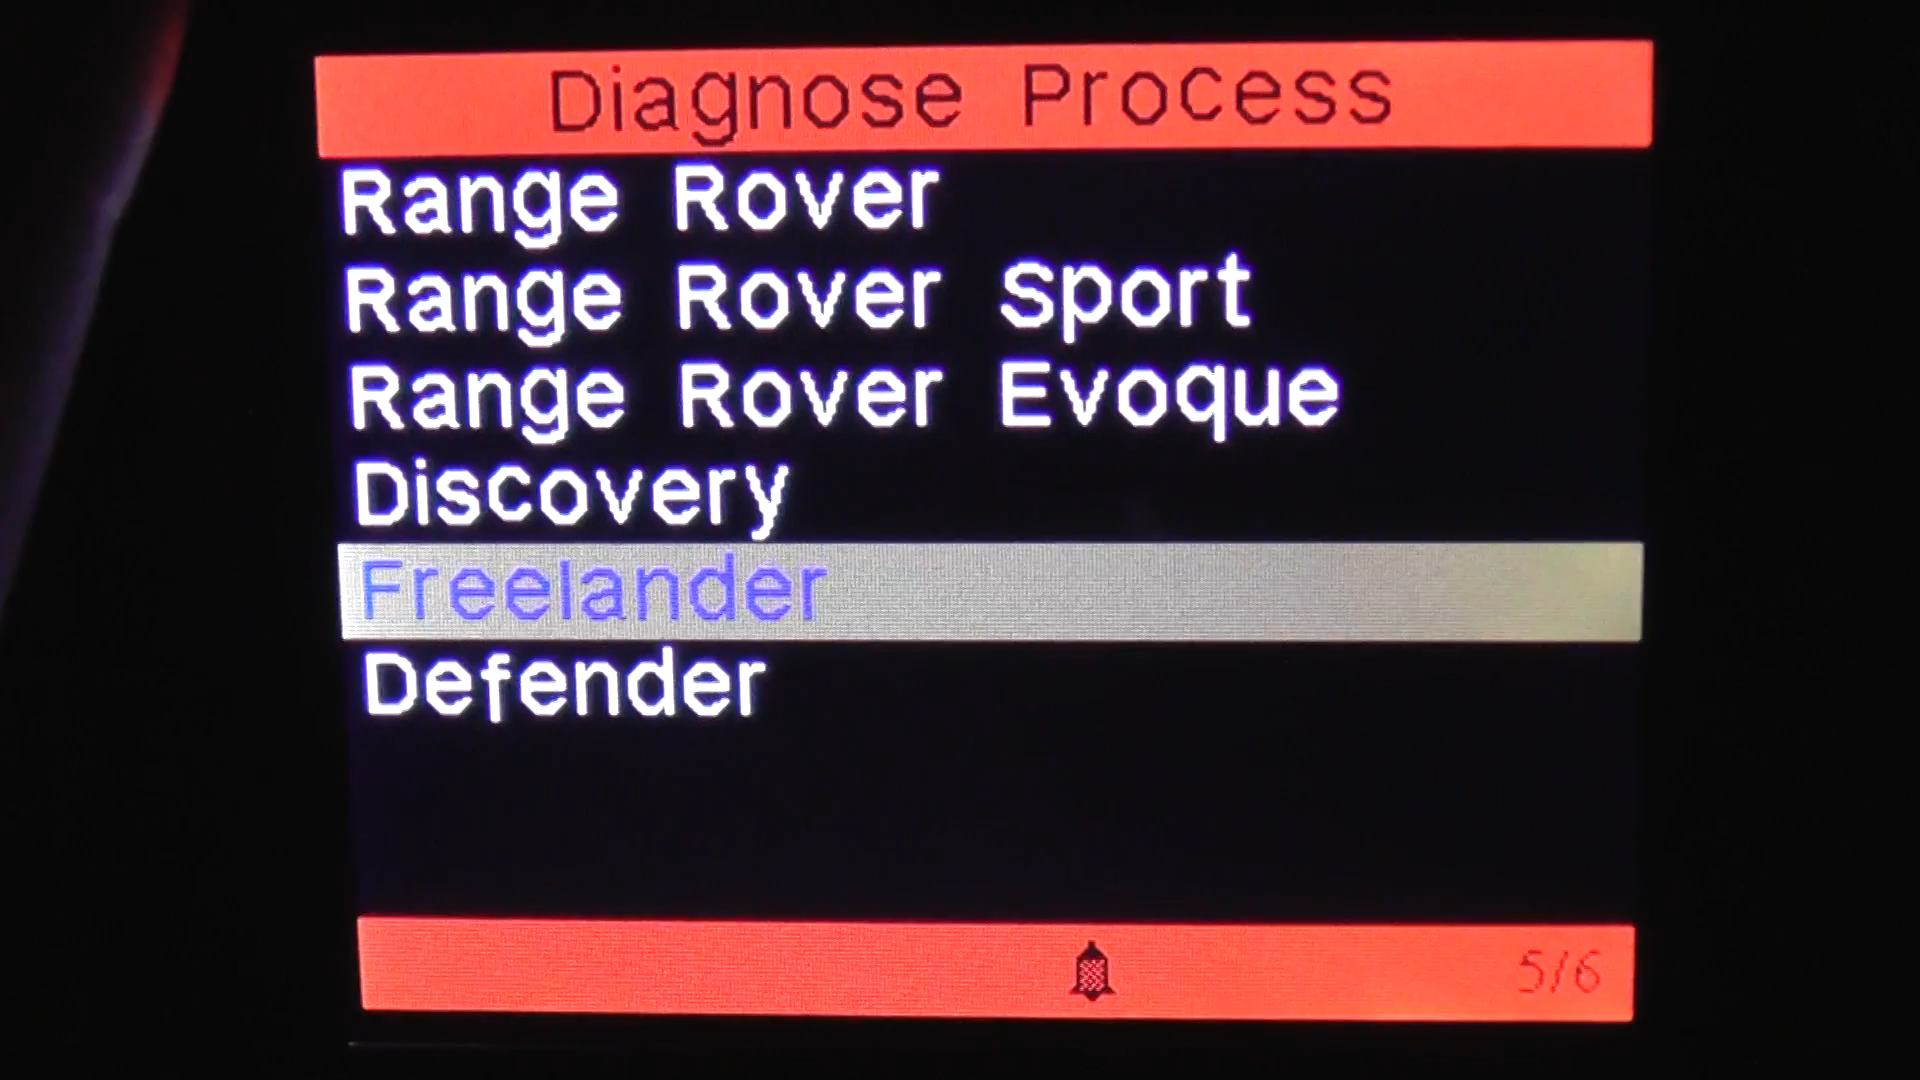 Diagnose Process
Range Rover
Range Rover Sport
Range Rover Evoque
Discovery
Freelander
Defender
5/6